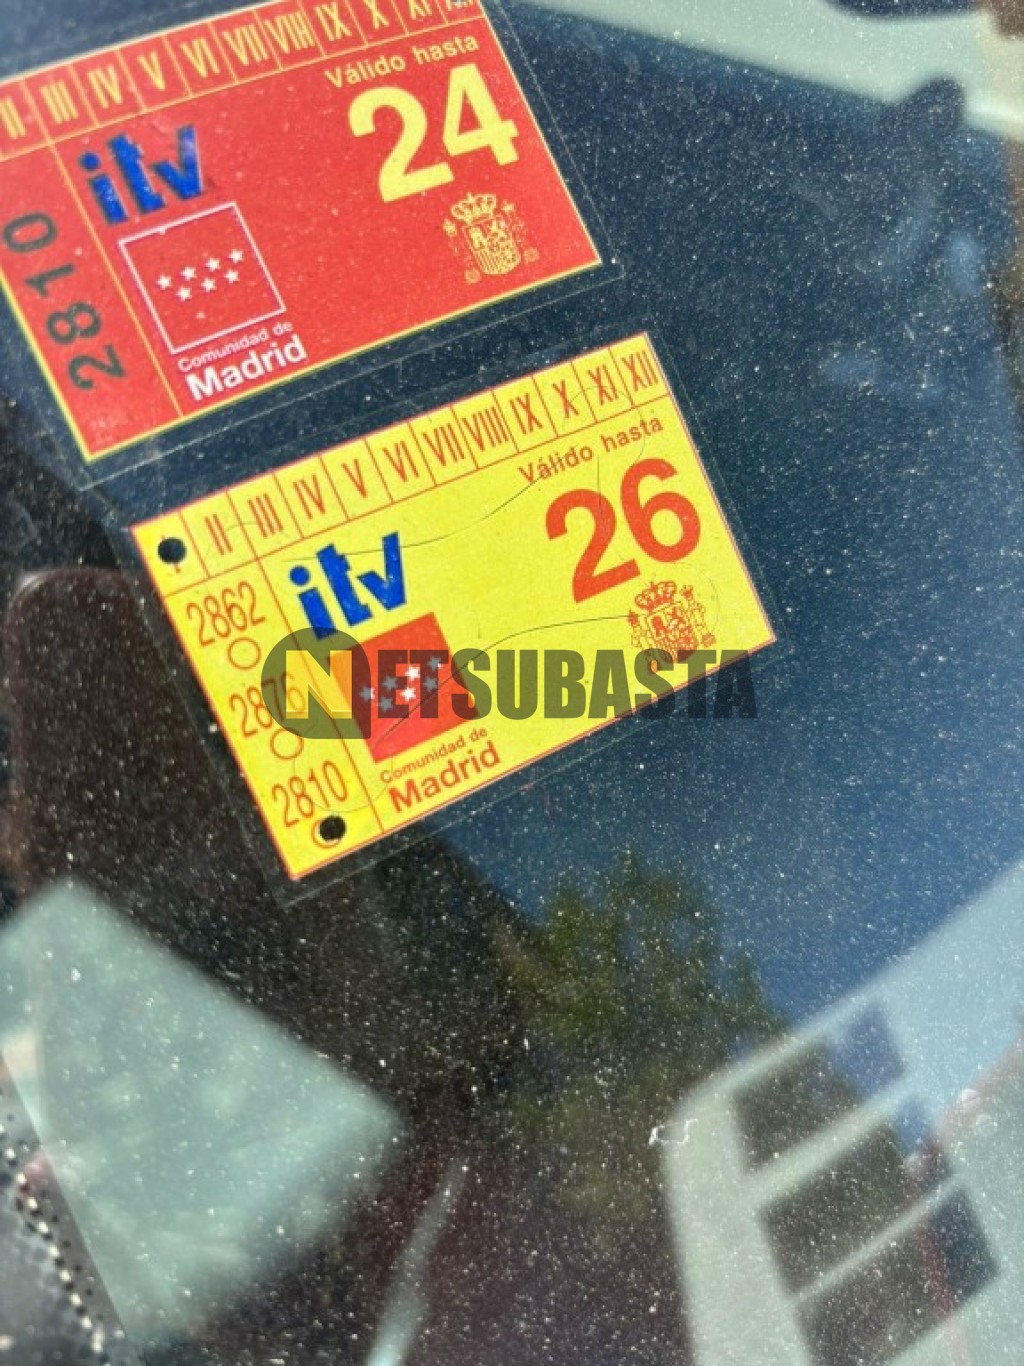 II III IV V VI VII VIII IX X XI
Válido hasta
24
itv
2810
Comunidad de
Madrid
II III IV V VI VII VIII IX X XI XII
Válido hasta
26
itv
2862
2876
2810
NETSUBASTA
Comunidad de
Madrid